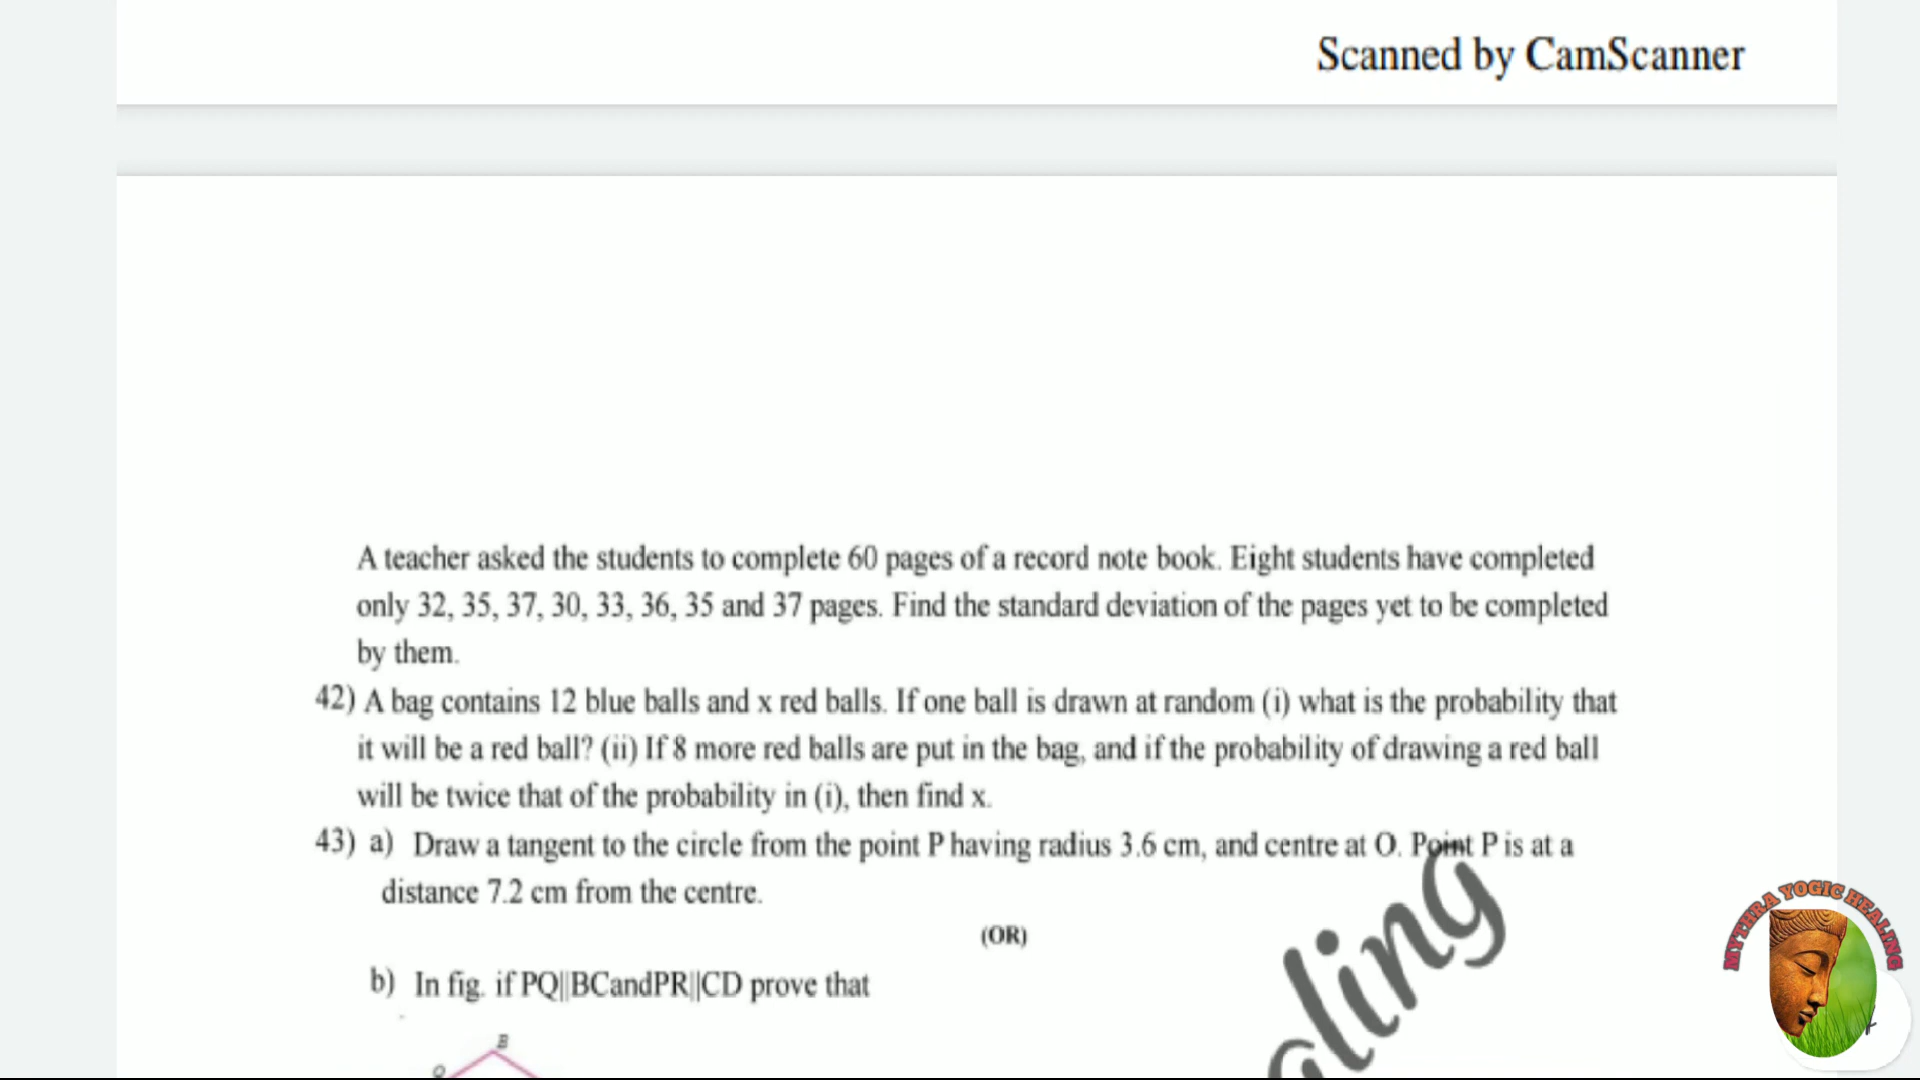 Scanned by CamScanner
A teacher asked the students to complete 60 pages of a record note book. Eight students have completed
only 32, 35, 37, 30, 33, 36, 35 and 37 pages. Find the standard deviation of the pages yet to be completed
by them.
42) A bag contains 12 blue balls and x red balls. If one ball is drawn at random (i) what is the probability that
it will be a red ball? (ii) If 8 more red balls are put in the bag, and if the probability of drawing a red ball
will be twice that of the probability in (i), then find x.
43) a) Draw a tangent to the circle from the point P having radius 3.6 cm, and centre at O. Point P is at a
distance 7.2 cm from the centre.
(OR)
b) In fig. if PQ||BCandPR||CD prove that
B
Q
ling
MYTHRA YOGIC HEALING